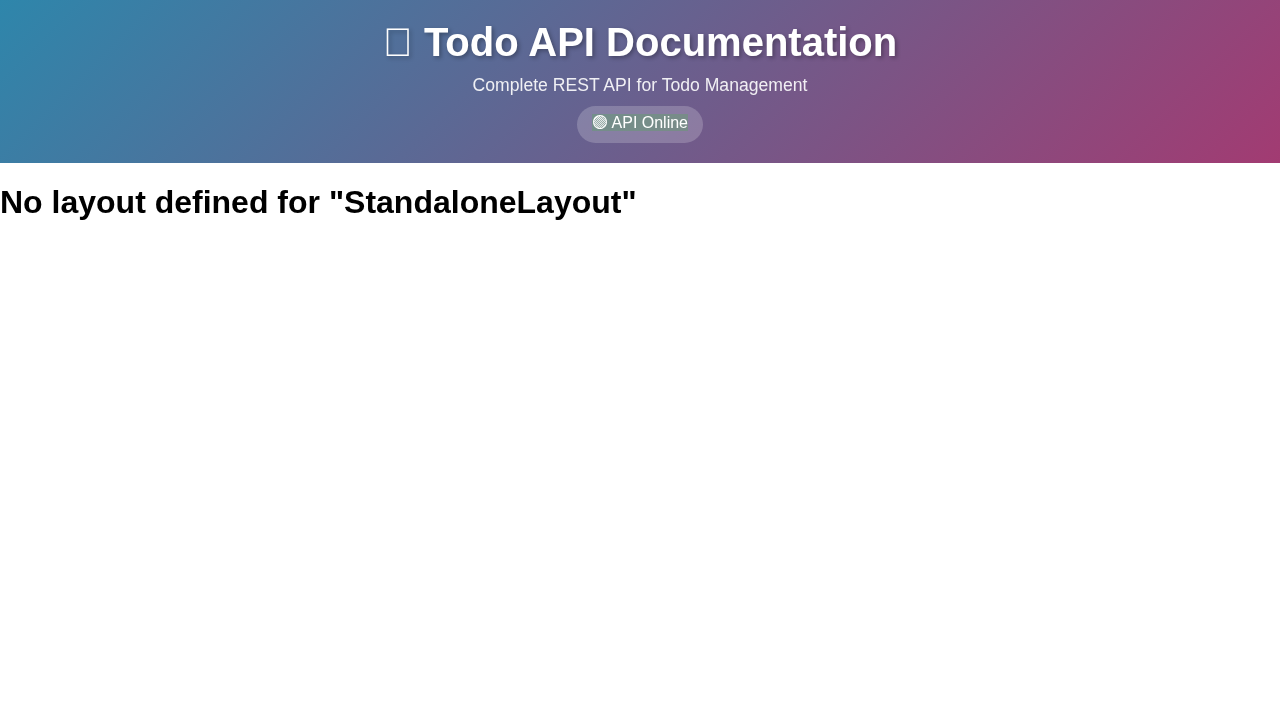 Todo API Documentation
Complete REST API for Todo Management
API Online
No layout defined for "StandaloneLayout"